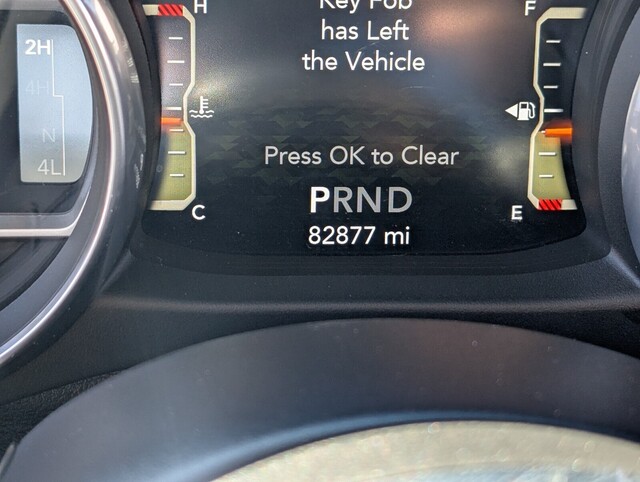 Key Fob
has Left
the Vehicle
H
F
2H
4H
N
4L
Press OK to Clear
PRND
C
E
82877 mi